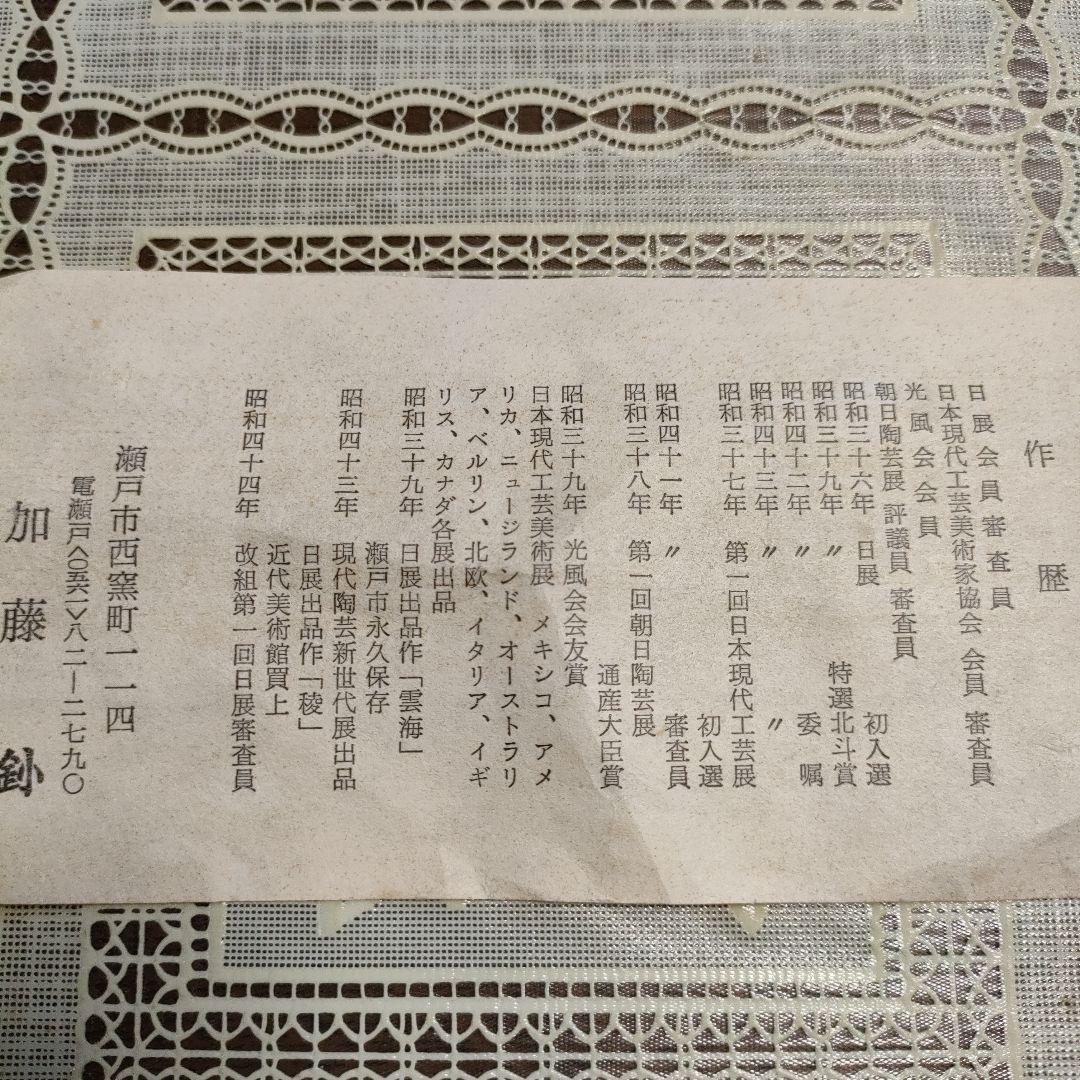 作歴
日展会員審査員
日本現代工芸美術家協会 会員 審査員
光風会会員
朝日陶芸展 評議員 審査員
昭和三十六年 日展 初入選
昭和三十九年 〃 特選北斗賞
昭和四十二年 〃 委嘱
昭和四十三年 〃 〃
昭和三十七年 第一回日本現代工芸展
初入選
昭和四十一年 〃 審査員
昭和三十八年 第一回朝日陶芸展
通産大臣賞
昭和三十九年 光風会会友賞
日本現代工芸美術展 メキシコ、アメ
リカ、ニュージランド、オーストラリ
ア、ベルリン、北欧、イタリア、イギ
リス、カナダ各展出品
昭和三十九年 日展出品作「雲海」
瀬戸市永久保存
昭和四十三年 現代陶芸新世代展出品
日展出品作「稜」
近代美術館買上
昭和四十四年 改組第一回日展審査員
瀬戸市西窯町一一四
電瀬戸<〇五六一>八二-二七九〇
加藤釥